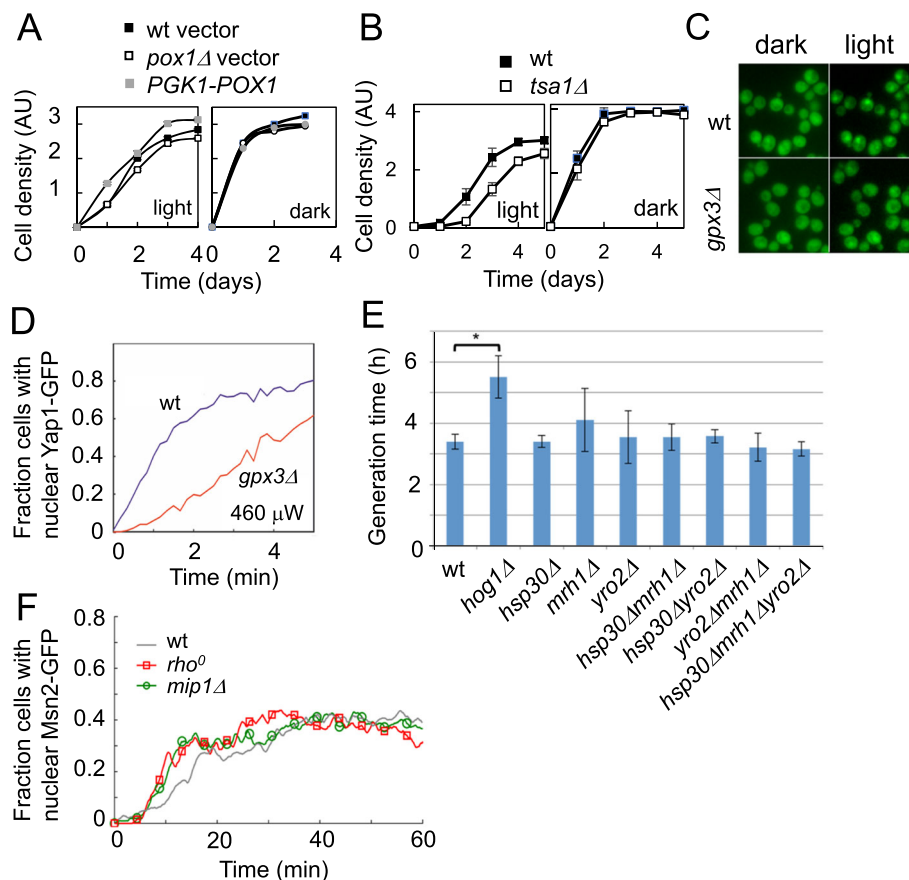 A
wt vector
pox1Δ vector
PGK1-POX1
Cell density (AU)
3
2
1
0
light
dark
0 2 40 2 4
Time (days)
B
wt
tsa1Δ
Cell density (AU)
4
2
0
light
dark
0 2 4 0 2 4
Time (days)
C
dark light
wt
gpx3Δ
D
Fraction cells with
nuclear Yap1-GFP
0.8
0.6
0.4
0.2
0
wt
gpx3Δ
460 µW
0 2 4
Time (min)
E
Generation time (h)
6
4
2
0
wt
hog1Δ
hsp30Δ
mrh1Δ
yro2Δ
hsp30Δmrh1Δ
hsp30Δyro2Δ
yro2Δmrh1Δ
hsp30Δmrh1Δyro2Δ
*
F
Fraction cells with
nuclear Msn2-GFP
0.8
0.6
0.4
0.2
0
wt
rho⁰
mip1Δ
0 20 40 60
Time (min)